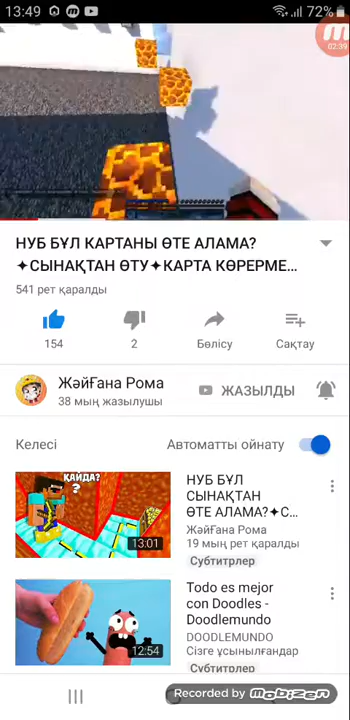 13:49
72%
02:39
НУБ БҰЛ КАРТАНЫ ӨТЕ АЛАМА?
✦СЫНАҚТАН ӨТУ✦КАРТА КӨРЕРМЕ...
541 рет қаралды
154
2
Бөлісу
Сақтау
ЖәйҒана Рома
38 мың жазылушы
ЖАЗЫЛДЫ
Келесі
Автоматты ойнату
ҚАЙДА?
?
13:01
НУБ БҰЛ
СЫНАҚТАН
ӨТЕ АЛАМА?✦С...
ЖәйҒана Рома
19 мың рет қаралды
Субтитрлер
12:54
Todo es mejor
con Doodles -
Doodlemundo
DOODLEMUNDO
Сізге ұсынылғандар
Субтитрлер
Recorded by Mobizen